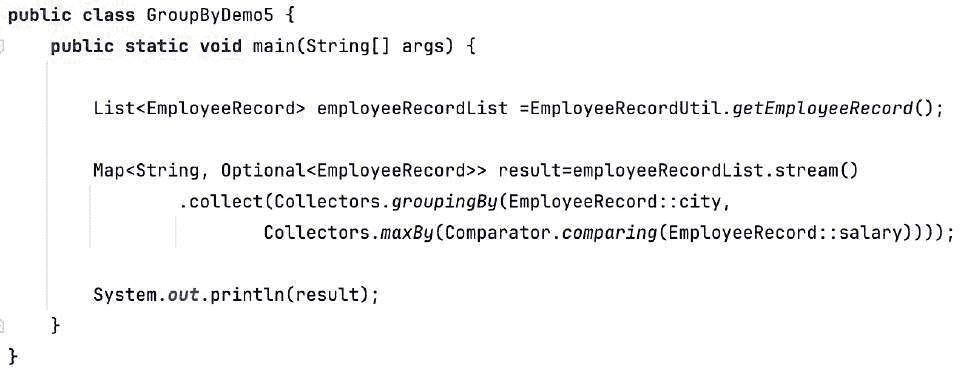 public class GroupByDemo5 {
public static void main(String[] args) {
List<EmployeeRecord> employeeRecordList =EmployeeRecordUtil.getEmployeeRecord();
Map<String, Optional<EmployeeRecord>> result=employeeRecordList.stream()
.collect(Collectors.groupingBy(EmployeeRecord::city,
Collectors.maxBy(Comparator.comparing(EmployeeRecord::salary))));
System.out.println(result);
}
}